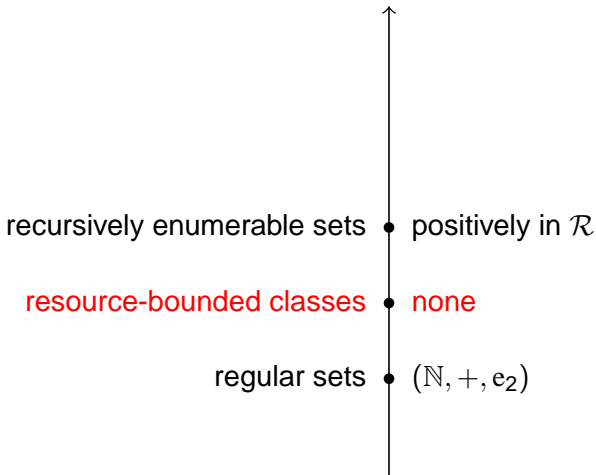 recursively enumerable sets positively in ℛ
resource-bounded classes none
regular sets (ℕ, +, e₂)